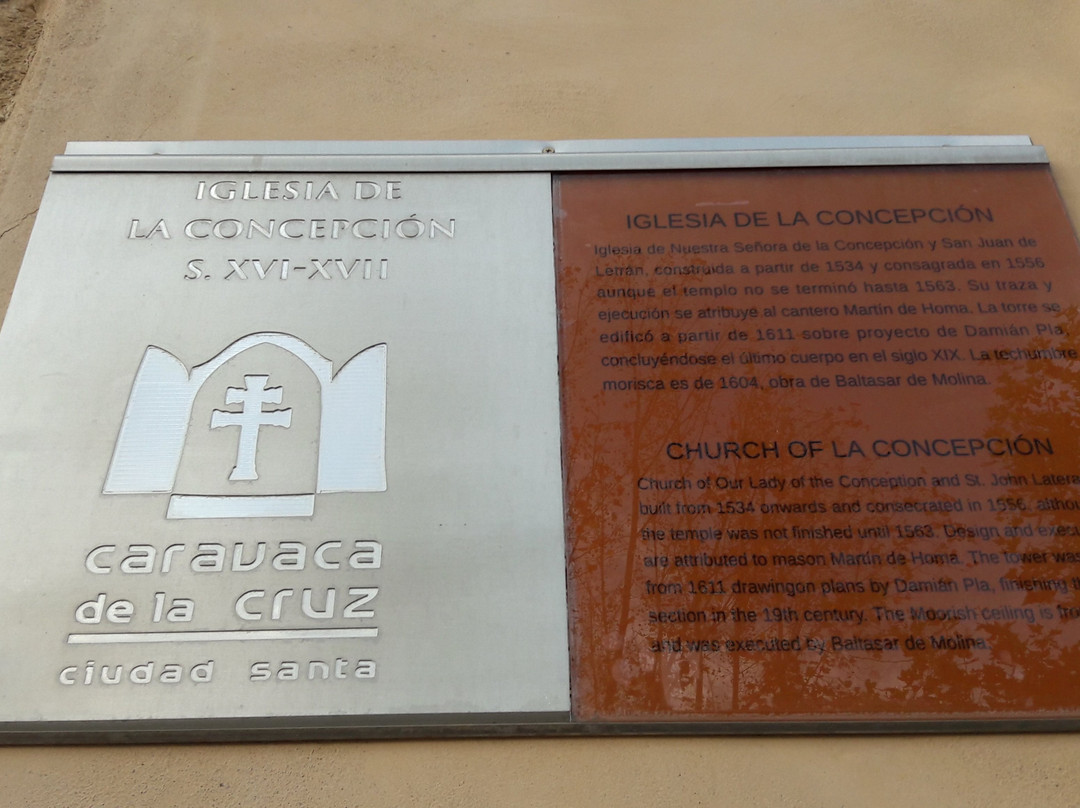 IGLESIA DE
LA CONCEPCIÓN
S. XVI-XVII
caravaca
de la cruz
ciudad santa
IGLESIA DE LA CONCEPCIÓN
Iglesia de Nuestra Señora de la Concepción y San Juan de
Letrán, construida a partir de 1534 y consagrada en 1556
aunque el templo no se terminó hasta 1563. Su traza y
ejecución se atribuye al cantero Martín de Homa. La torre se
edificó a partir de 1611 sobre proyecto de Damián Pla,
concluyéndose el último cuerpo en el siglo XIX. La techumbre
morisca es de 1604, obra de Baltasar de Molina.
CHURCH OF LA CONCEPCIÓN
Church of Our Lady of the Conception and St. John
built from 1534 onwards and consecrated in 1556,
the temple was not finished until 1563. Design and
are attributed to mason Martín de Homa. The tower was
from 1611 drawingon plans by Damián Pla, finishing
section in the 19th century. The Moorish ceiling is
and was executed by Baltasar de Molina.